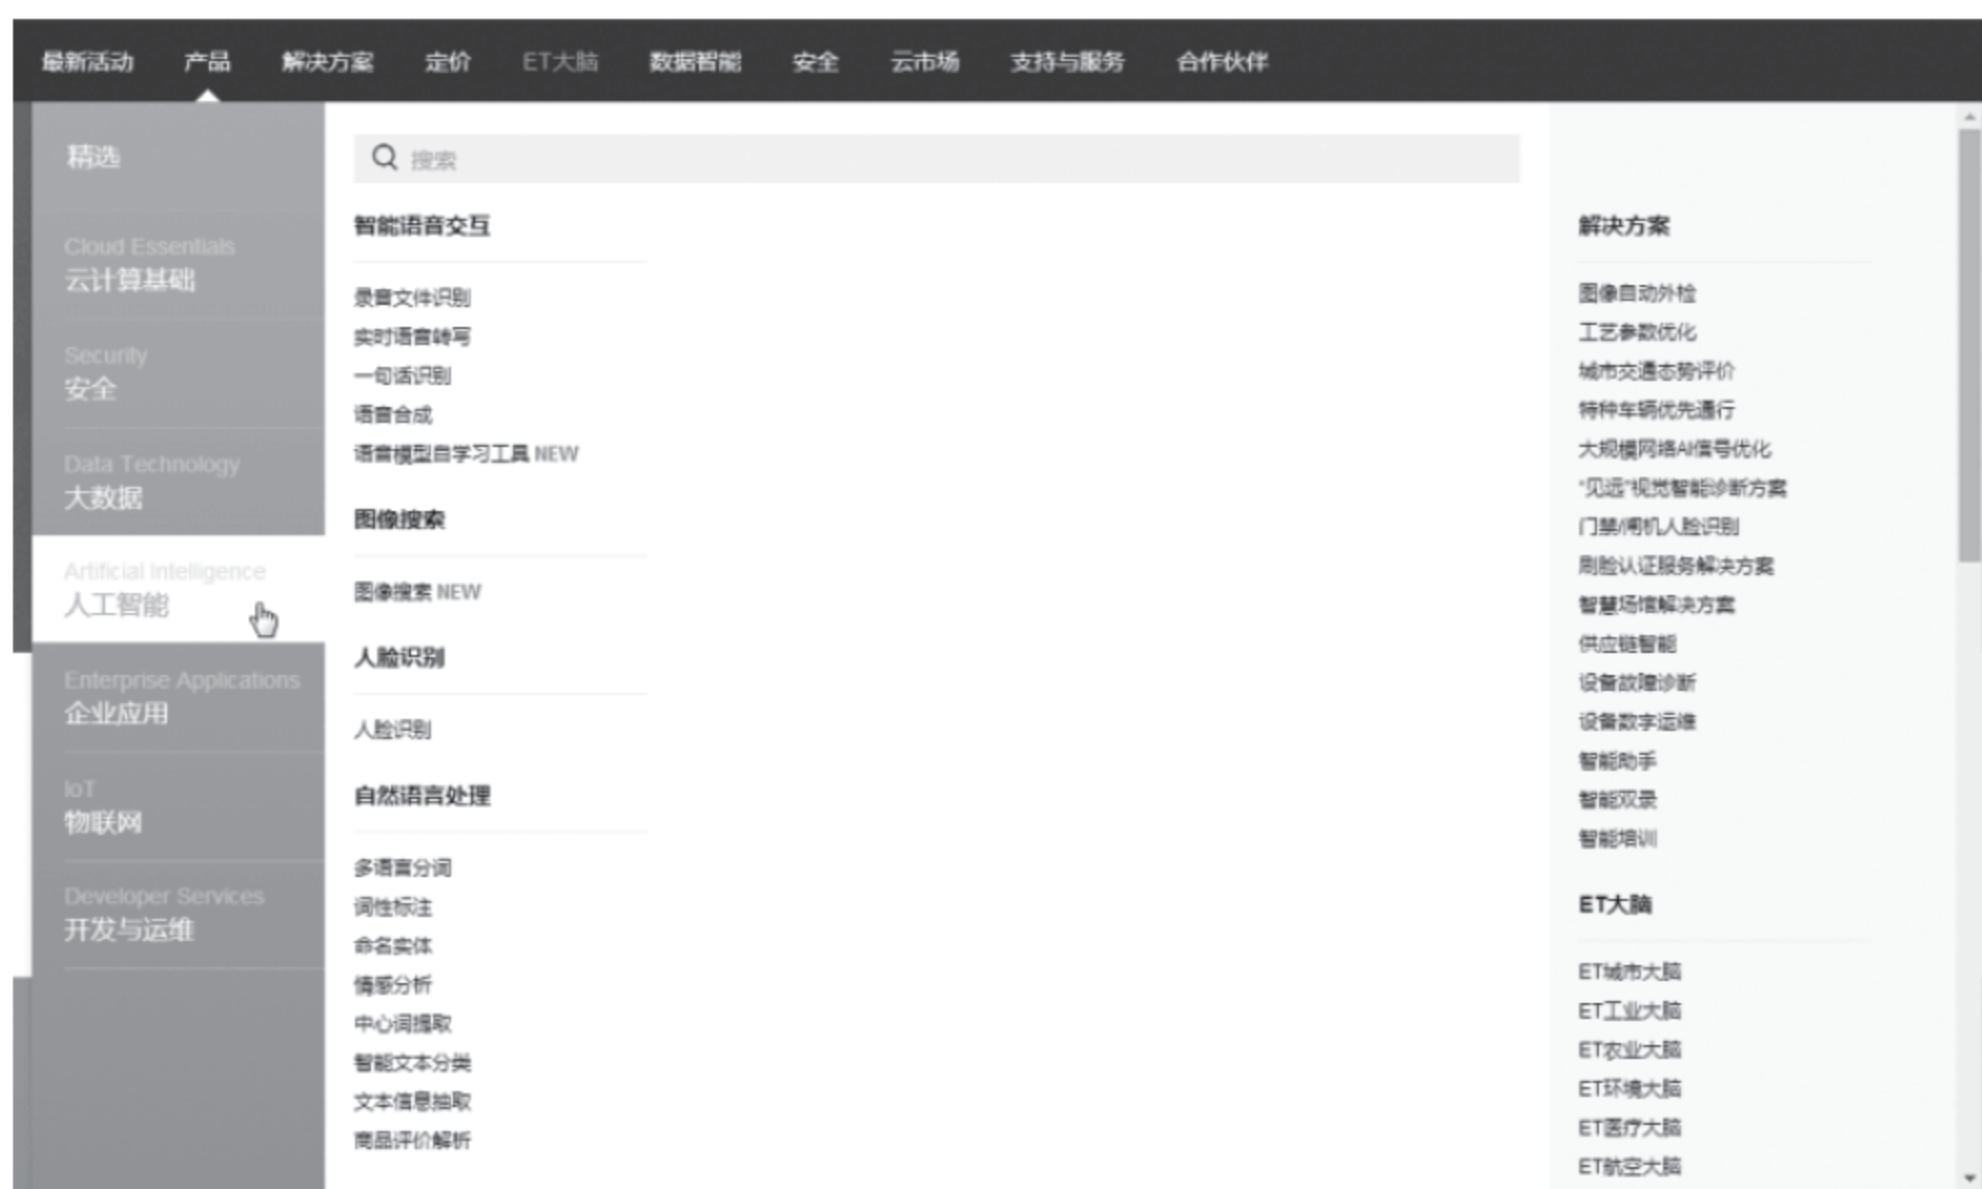 最新活动 产品 解决方案 定价 ET大脑 数据智能 安全 云市场 支持与服务 合作伙伴
精选
Cloud Essentials
云计算基础
Security
安全
Data Technology
大数据
Artificial Intelligence
人工智能
Enterprise Applications
企业应用
IoT
物联网
Developer Services
开发与运维
搜索
智能语音交互
录音文件识别
实时语音转写
一句话识别
语音合成
语音模型自学习工具 NEW
图像搜索
图像搜索 NEW
人脸识别
人脸识别
自然语言处理
多语言分词
词性标注
命名实体
情感分析
中心词提取
智能文本分类
文本信息抽取
商品评价解析
解决方案
图像自动外检
工艺参数优化
城市交通态势评价
特种车辆优先通行
大规模网络AI信号优化
“见远”视觉智能诊断方案
门禁/闸机人脸识别
刷脸认证服务解决方案
智慧场馆解决方案
供应链智能
设备故障诊断
设备数字运维
智能助手
智能双录
智能培训
ET大脑
ET城市大脑
ET工业大脑
ET农业大脑
ET环境大脑
ET医疗大脑
ET航空大脑